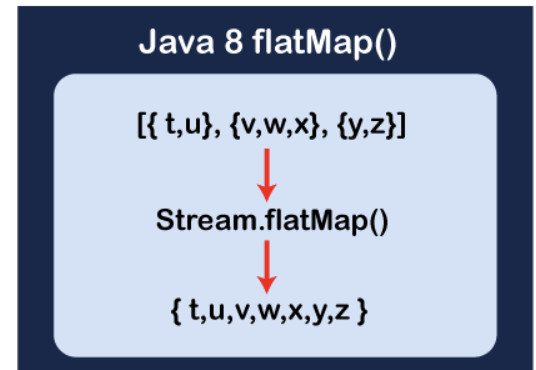 Java 8 flatMap()
[{ t,u}, {v,w,x}, {y,z}]
Stream.flatMap()
{ t,u,v,w,x,y,z }